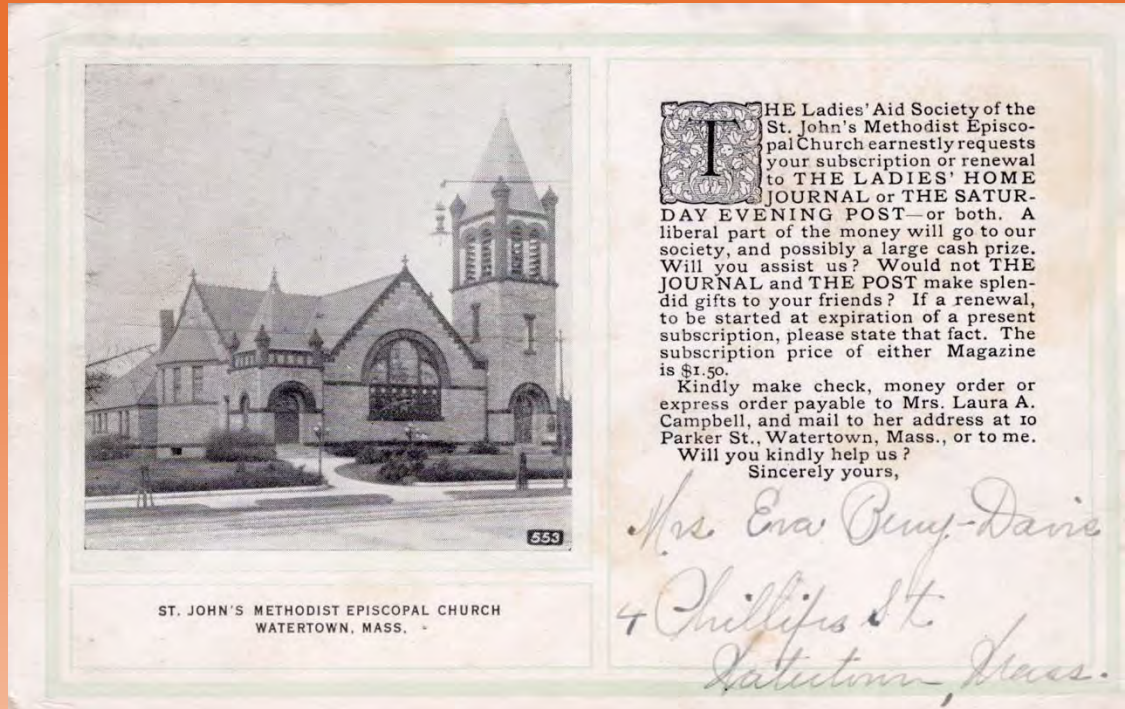 553
ST. JOHN'S METHODIST EPISCOPAL CHURCH
WATERTOWN, MASS.
THE Ladies' Aid Society of the
St. John's Methodist Episco-
pal Church earnestly requests
your subscription or renewal
to THE LADIES' HOME
JOURNAL or THE SATUR-
DAY EVENING POST—or both. A
liberal part of the money will go to our
society, and possibly a large cash prize.
Will you assist us? Would not THE
JOURNAL and THE POST make splen-
did gifts to your friends? If a renewal,
to be started at expiration of a present
subscription, please state that fact. The
subscription price of either Magazine
is $1.50.
Kindly make check, money order or
express order payable to Mrs. Laura A.
Campbell, and mail to her address at 10
Parker St., Watertown, Mass., or to me.
Will you kindly help us?
Sincerely yours,
Mrs. Eva Davis
4 Phillips St.
Watertown, Mass.